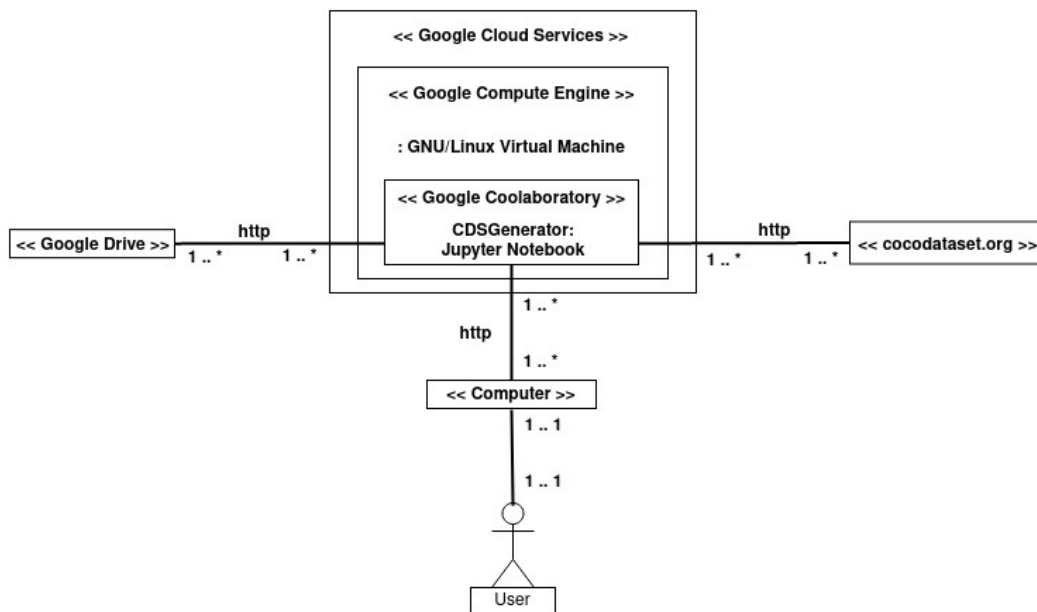 << Google Cloud Services >>
<< Google Compute Engine >>
: GNU/Linux Virtual Machine
<< Google Coolaboratory >>
CDSGenerator:
Jupyter Notebook
<< Google Drive >>
http
1 .. *
1 .. *
http
1 .. *
1 .. *
<< cocodataset.org >>
1 .. *
http
1 .. *
<< Computer >>
1 .. 1
1 .. 1
User